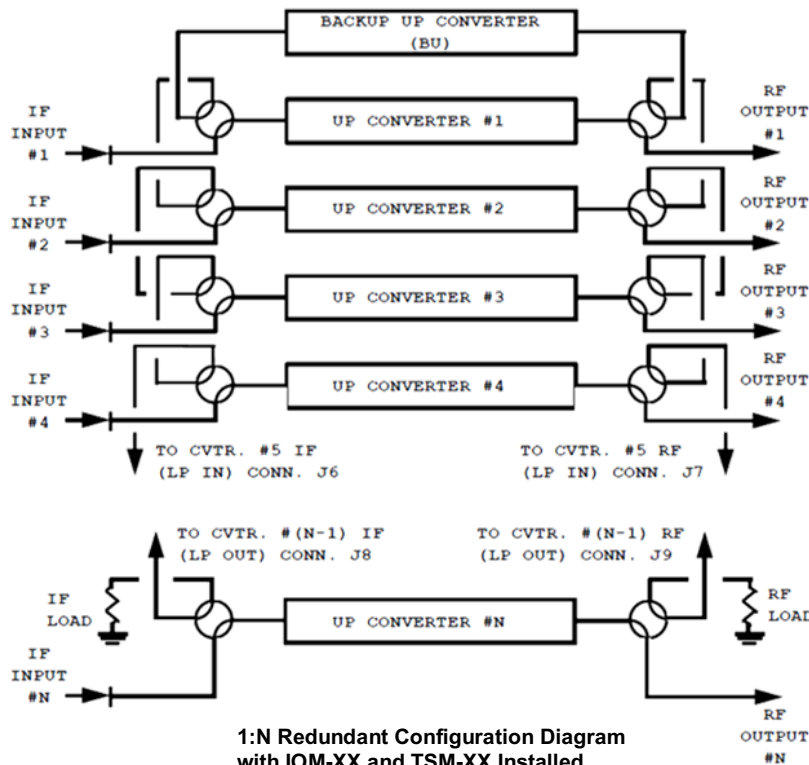 BACKUP UP CONVERTER
(BU)
IF
INPUT
#1
UP CONVERTER #1
RF
OUTPUT
#1
IF
INPUT
#2
UP CONVERTER #2
RF
OUTPUT
#2
IF
INPUT
#3
UP CONVERTER #3
RF
OUTPUT
#3
IF
INPUT
#4
UP CONVERTER #4
RF
OUTPUT
#4
TO CVTR. #5 IF
(LP IN) CONN. J6
TO CVTR. #5 RF
(LP IN) CONN. J7
TO CVTR. #(N-1) IF
(LP OUT) CONN. J8
TO CVTR. #(N-1) RF
(LP OUT) CONN. J9
IF
LOAD
UP CONVERTER #N
RF
LOAD
IF
INPUT
#N
RF
OUTPUT
#N
1:N Redundant Configuration Diagram
with IOM-XX and TSM-XX Installed